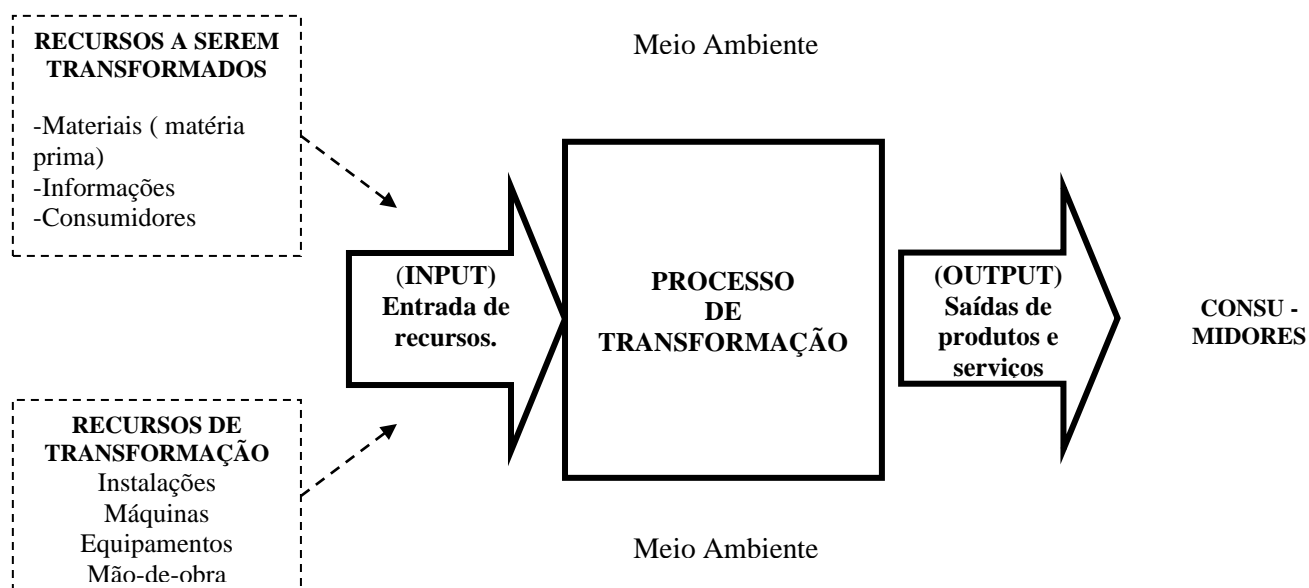 RECURSOS A SEREM
TRANSFORMADOS
-Materiais ( matéria
prima)
-Informações
-Consumidores
Meio Ambiente
(INPUT)
Entrada de
recursos.
PROCESSO
DE
TRANSFORMAÇÃO
(OUTPUT)
Saídas de
produtos e
serviços
CONSU -
MIDORES
RECURSOS DE
TRANSFORMAÇÃO
Instalações
Máquinas
Equipamentos
Mão-de-obra
Meio Ambiente